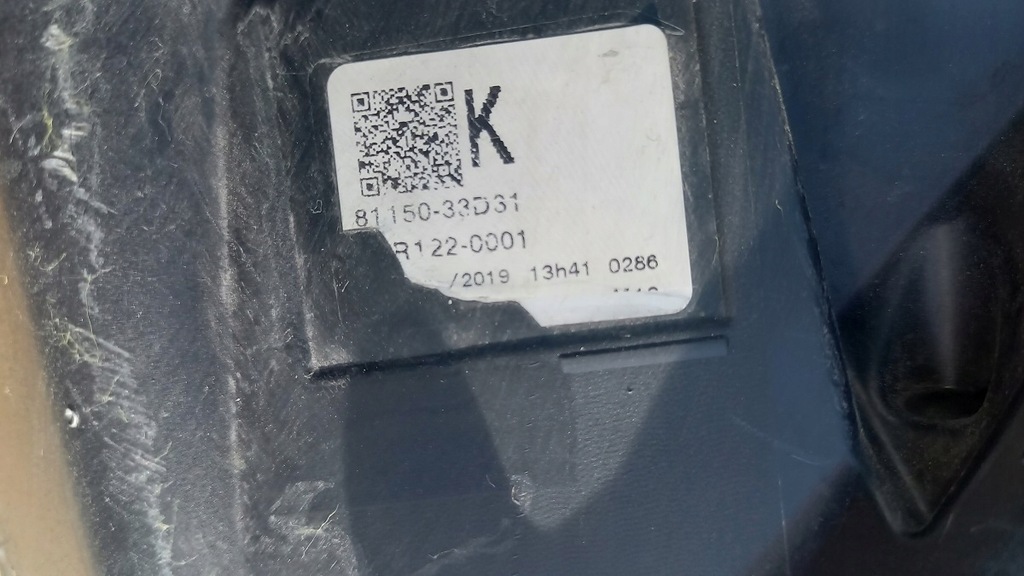 K
81150-33D31
R122-0001
/2019 13h41 0286